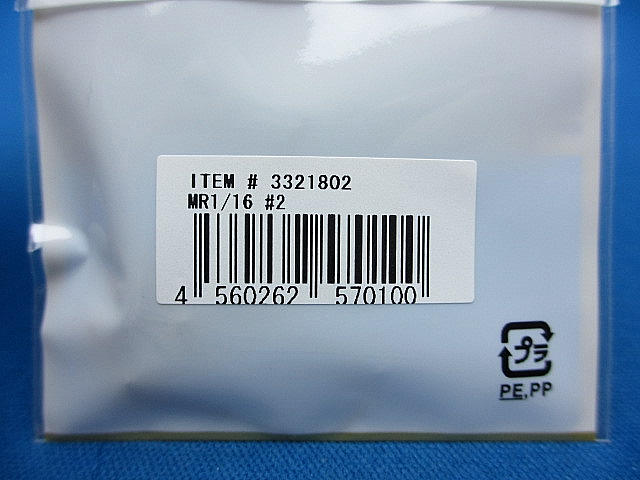 ITEM # 3321802
MR1/16 #2
4 560262 570100
プラ
PE,PP